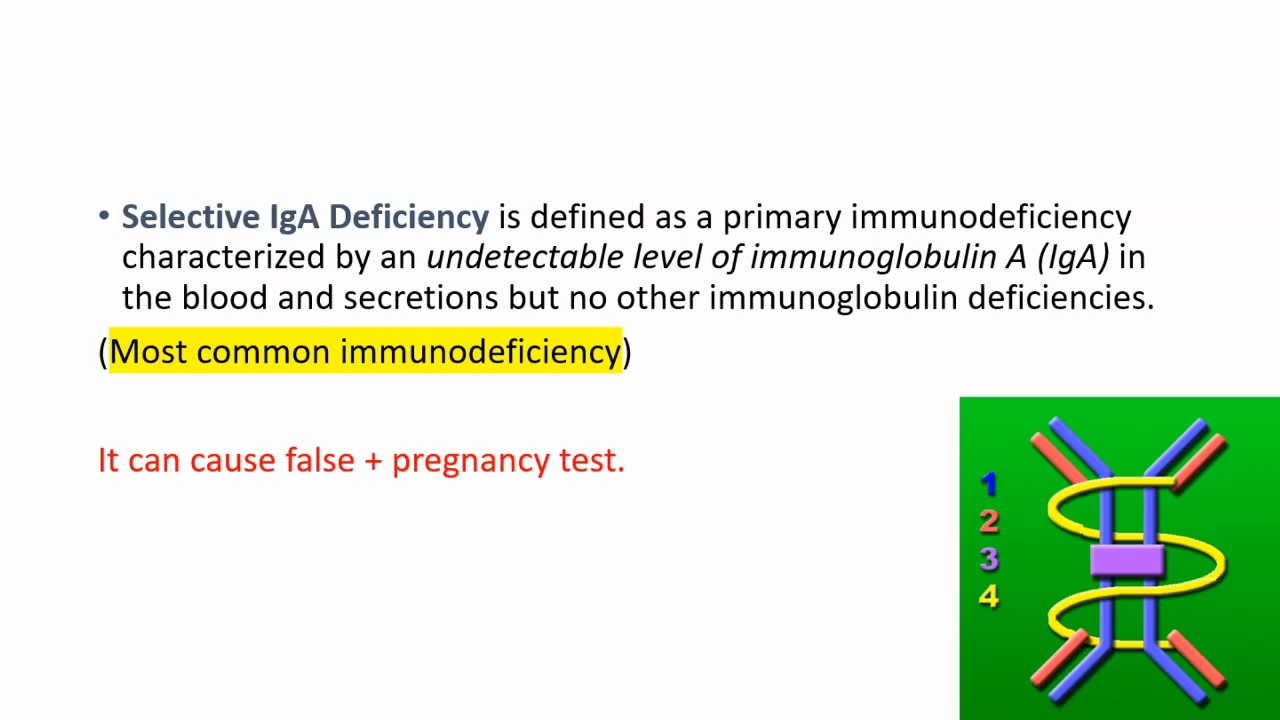 • Selective IgA Deficiency is defined as a primary immunodeficiency
characterized by an undetectable level of immunoglobulin A (IgA) in
the blood and secretions but no other immunoglobulin deficiencies.
(Most common immunodeficiency)
It can cause false + pregnancy test.
1
2
3
4